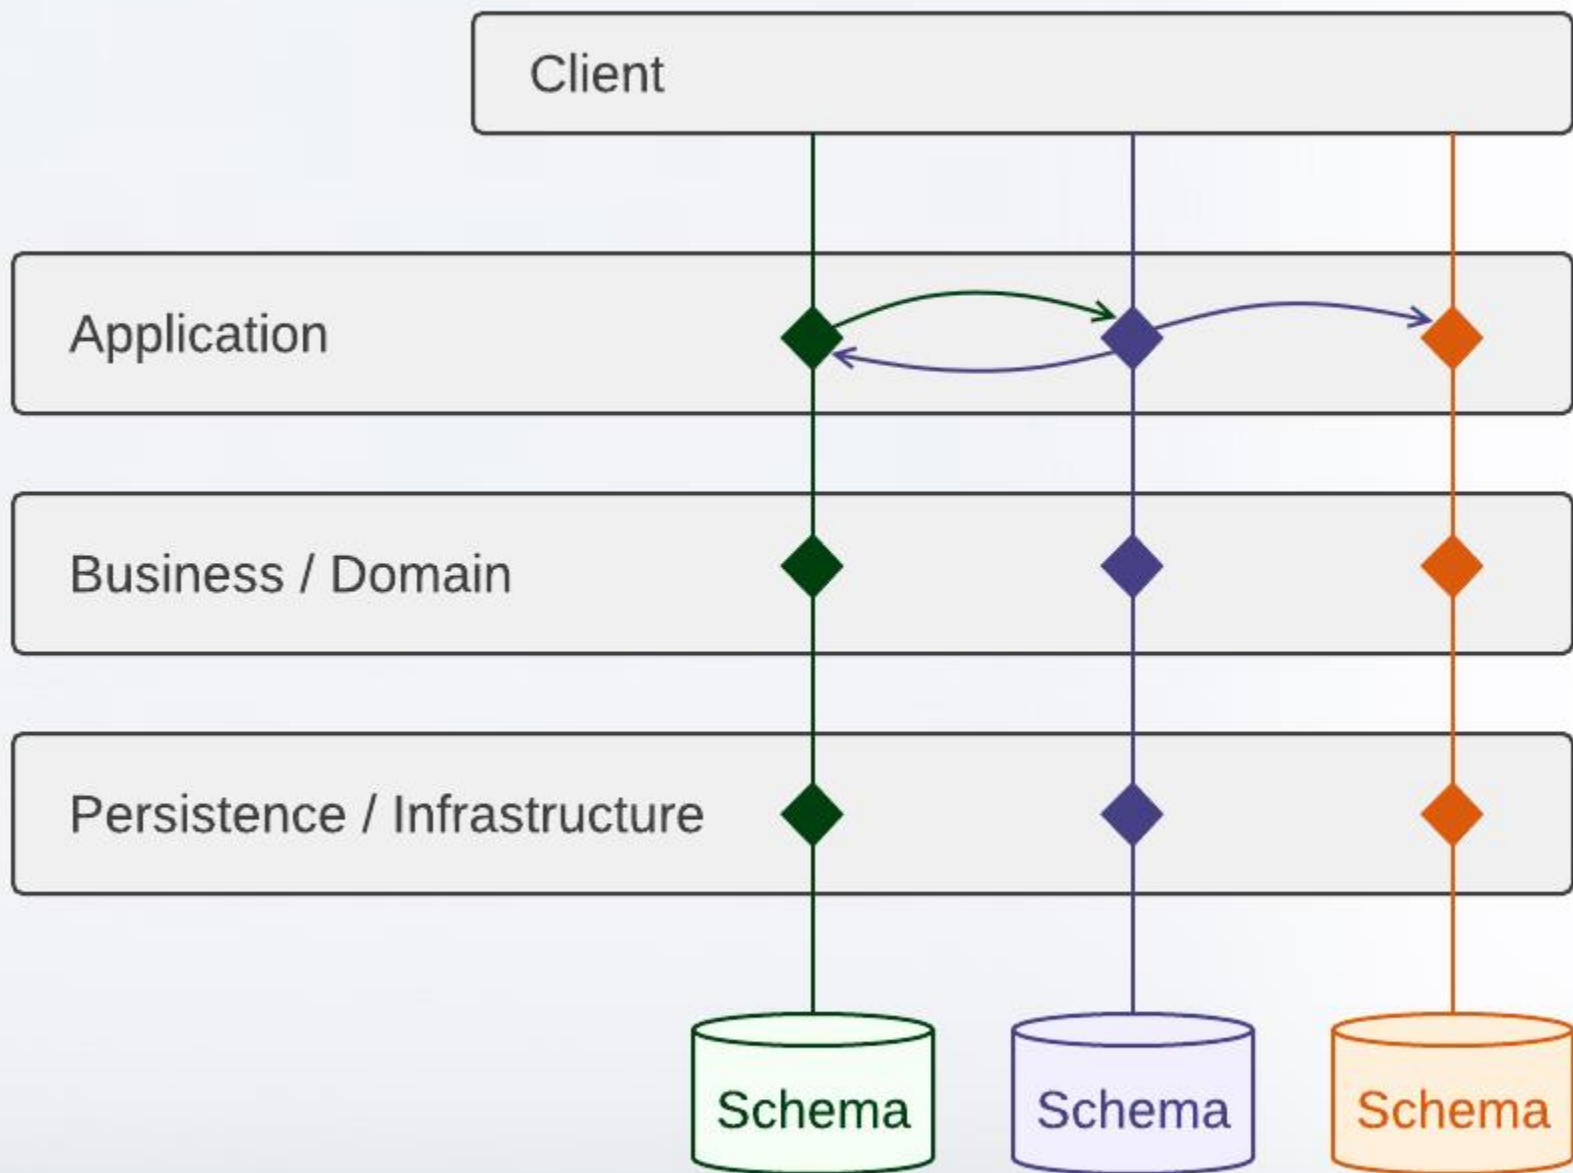 Client
Application
Business / Domain
Persistence / Infrastructure
Schema
Schema
Schema